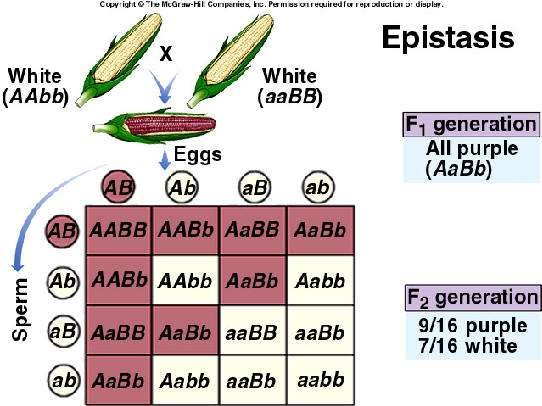 Copyright © The McGraw-Hill Companies, Inc. Permission required for reproduction or display.
Epistasis
White
(AAbb)
X
White
(aaBB)
F1 generation
All purple
(AaBb)
Eggs
AB Ab aB ab
Sperm
AB AABB AABb AaBB AaBb
Ab AABb AAbb AaBb Aabb
aB AaBB AaBb aaBB aaBb
ab AaBb Aabb aaBb aabb
F2 generation
9/16 purple
7/16 white